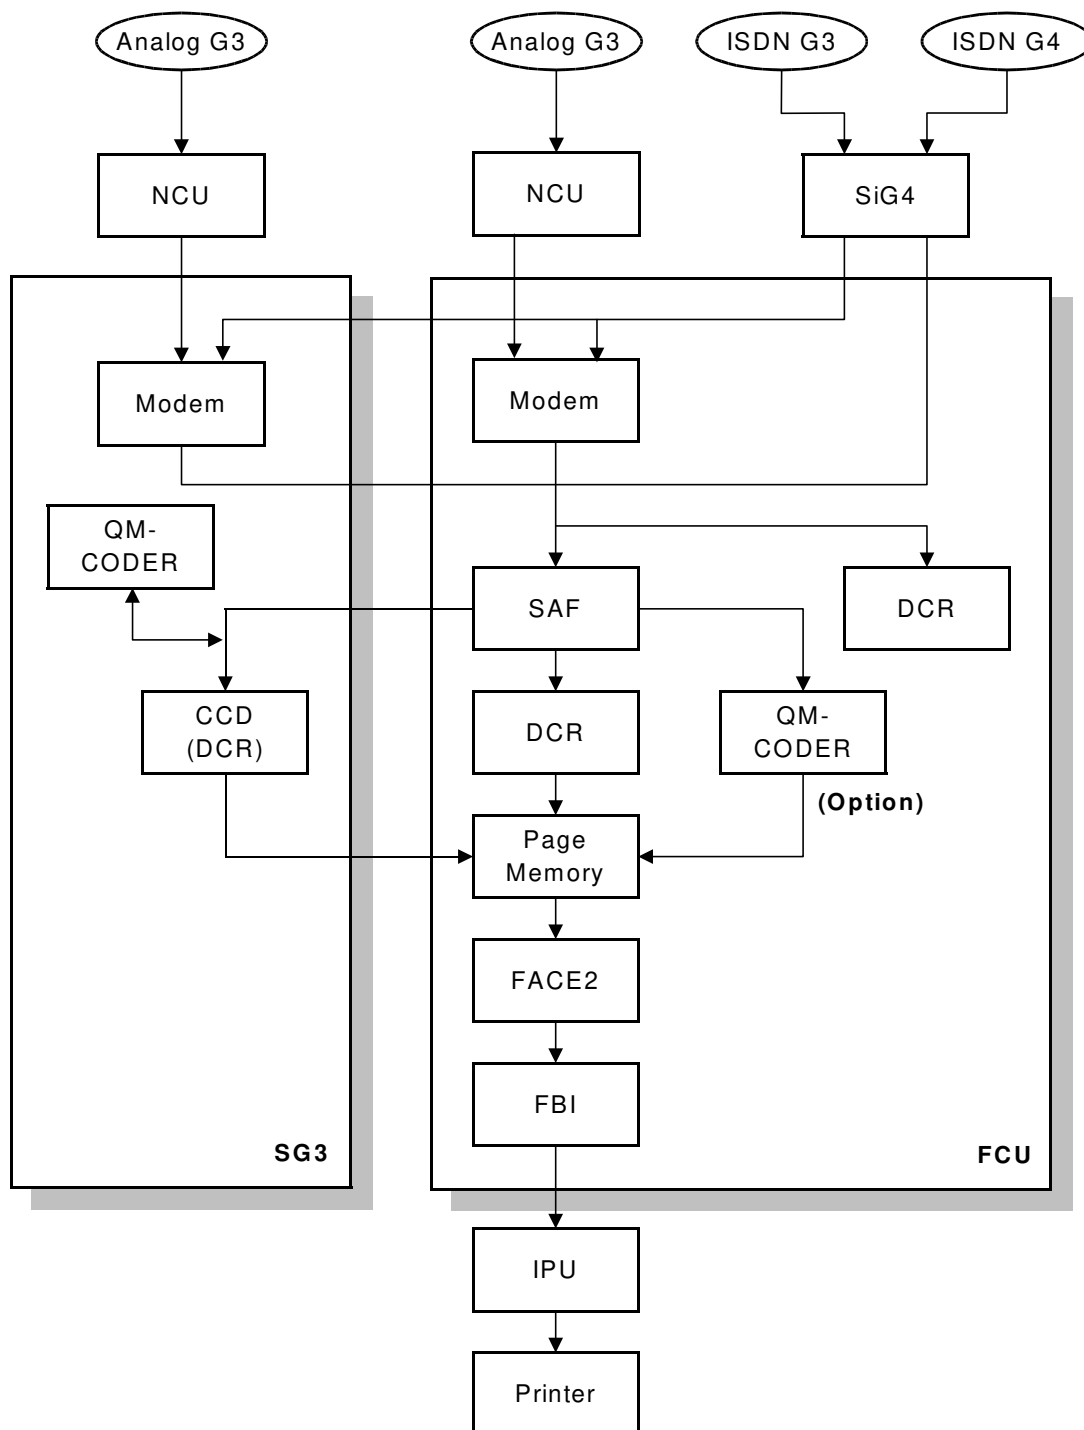 Analog G3
Analog G3
ISDN G3
ISDN G4
NCU
NCU
SiG4
Modem
Modem
QM-
CODER
SAF
DCR
CCD
(DCR)
DCR
QM-
CODER
(Option)
Page
Memory
FACE2
FBI
SG3
FCU
IPU
Printer